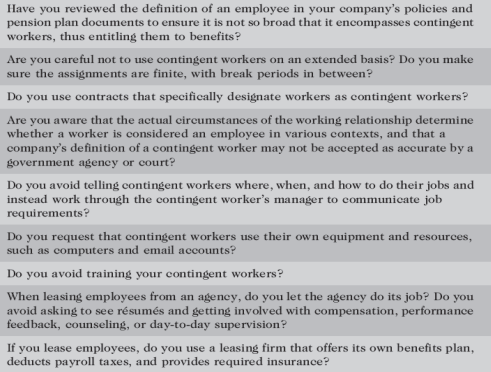 Have you reviewed the definition of an employee in your company's policies and
pension plan documents to ensure it is not so broad that it encompasses contingent
workers, thus entitling them to benefits?
Are you careful not to use contingent workers on an extended basis? Do you make
sure the assignments are finite, with break periods in between?
Do you use contracts that specifically designate workers as contingent workers?
Are you aware that the actual circumstances of the working relationship determine
whether a worker is considered an employee in various contexts, and that a
company's definition of a contingent worker may not be accepted as accurate by a
government agency or court?
Do you avoid telling contingent workers where, when, and how to do their jobs and
instead work through the contingent worker's manager to communicate job
requirements?
Do you request that contingent workers use their own equipment and resources,
such as computers and email accounts?
Do you avoid training your contingent workers?
When leasing employees from an agency, do you let the agency do its job? Do you
avoid asking to see résumés and getting involved with compensation, performance
feedback, counseling, or day-to-day supervision?
If you lease employees, do you use a leasing firm that offers its own benefits plan,
deducts payroll taxes, and provides required insurance?